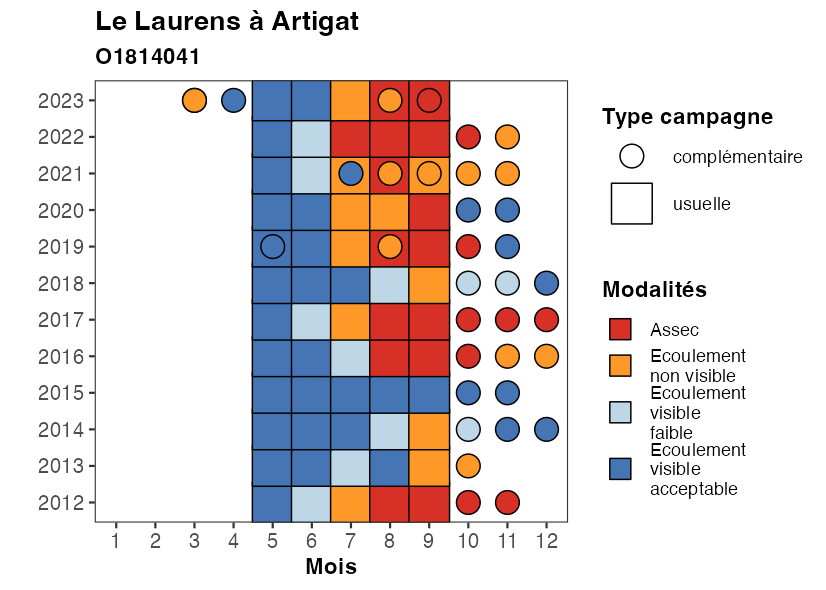 Le Laurens à Artigat
O1814041
2023
2022
2021
2020
2019
2018
2017
2016
2015
2014
2013
2012
1 2 3 4 5 6 7 8 9 10 11 12
Mois
Type campagne
complémentaire
usuelle
Modalités
Assec
Ecoulement
non visible
Ecoulement
visible
faible
Ecoulement
visible
acceptable